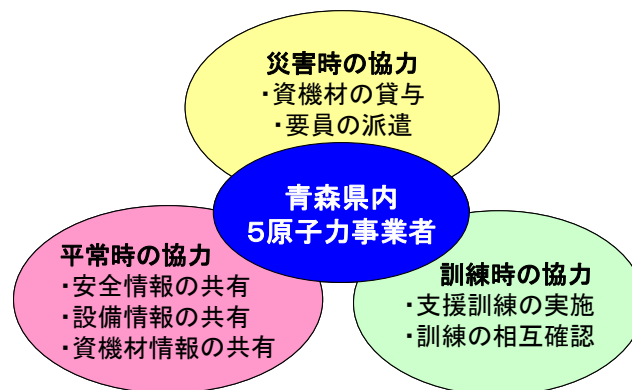 災害時の協力
・資機材の貸与
・要員の派遣
青森県内
5原子力事業者
平常時の協力
・安全情報の共有
・設備情報の共有
・資機材情報の共有
訓練時の協力
・支援訓練の実施
・訓練の相互確認